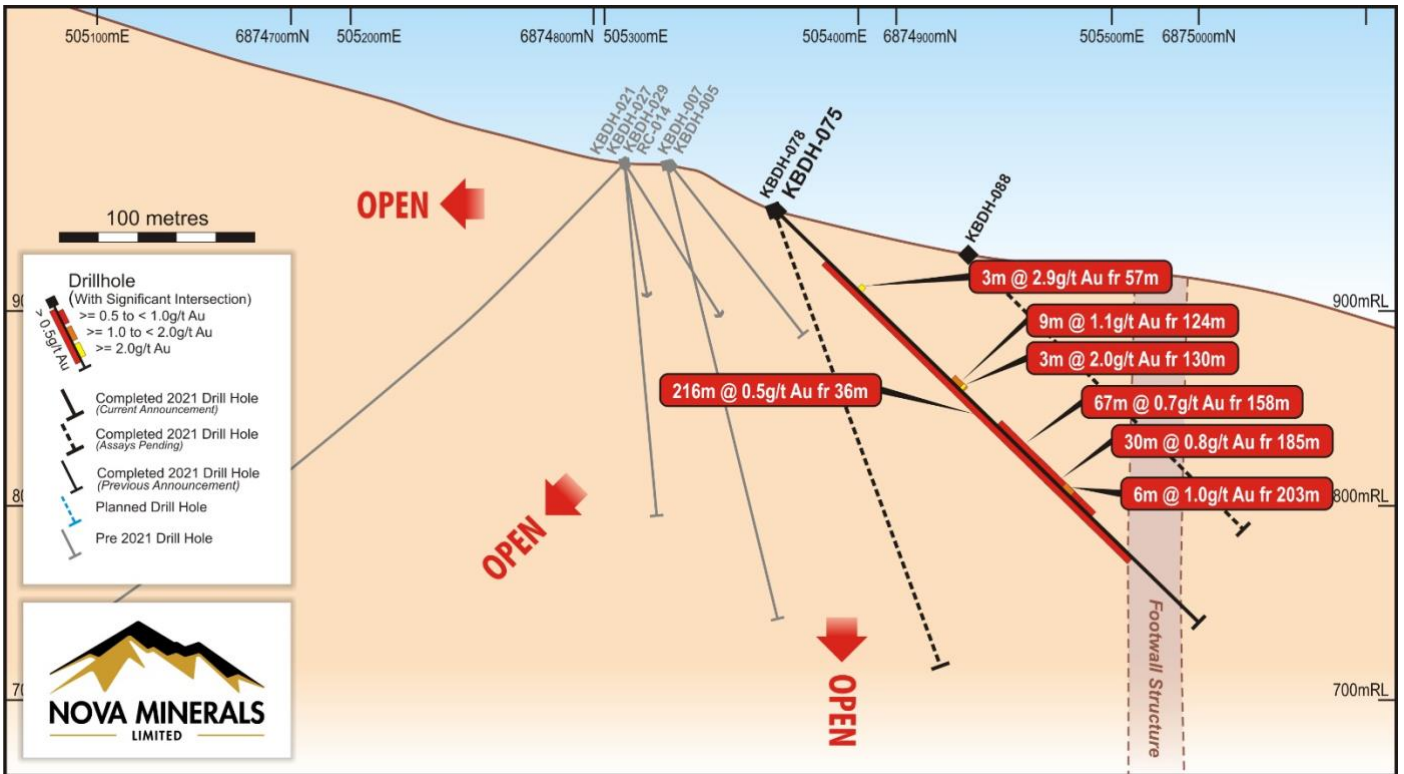 505100mE
6874700mN
505200mE
6874800mN
505300mE
505400mE
6874900mN
505500mE
6875000mN
KBDH-021
KBDH-027
KBDH-029
RC-014
KBDH-007
KBDH-005
KBDH-078
KBDH-075
KBDH-088
OPEN
100 metres
Drillhole
(With Significant Intersection)
>= 0.5 to < 1.0g/t Au
>= 1.0 to < 2.0g/t Au
>= 2.0g/t Au
> 0.5g/t Au
Completed 2021 Drill Hole
(Current Announcement)
Completed 2021 Drill Hole
(Assays Pending)
Completed 2021 Drill Hole
(Previous Announcement)
Planned Drill Hole
Pre 2021 Drill Hole
3m @ 2.9g/t Au fr 57m
9m @ 1.1g/t Au fr 124m
3m @ 2.0g/t Au fr 130m
216m @ 0.5g/t Au fr 36m
67m @ 0.7g/t Au fr 158m
30m @ 0.8g/t Au fr 185m
6m @ 1.0g/t Au fr 203m
900mRL
800mRL
700mRL
OPEN
OPEN
Footwall Structure
NOVA MINERALS
LIMITED